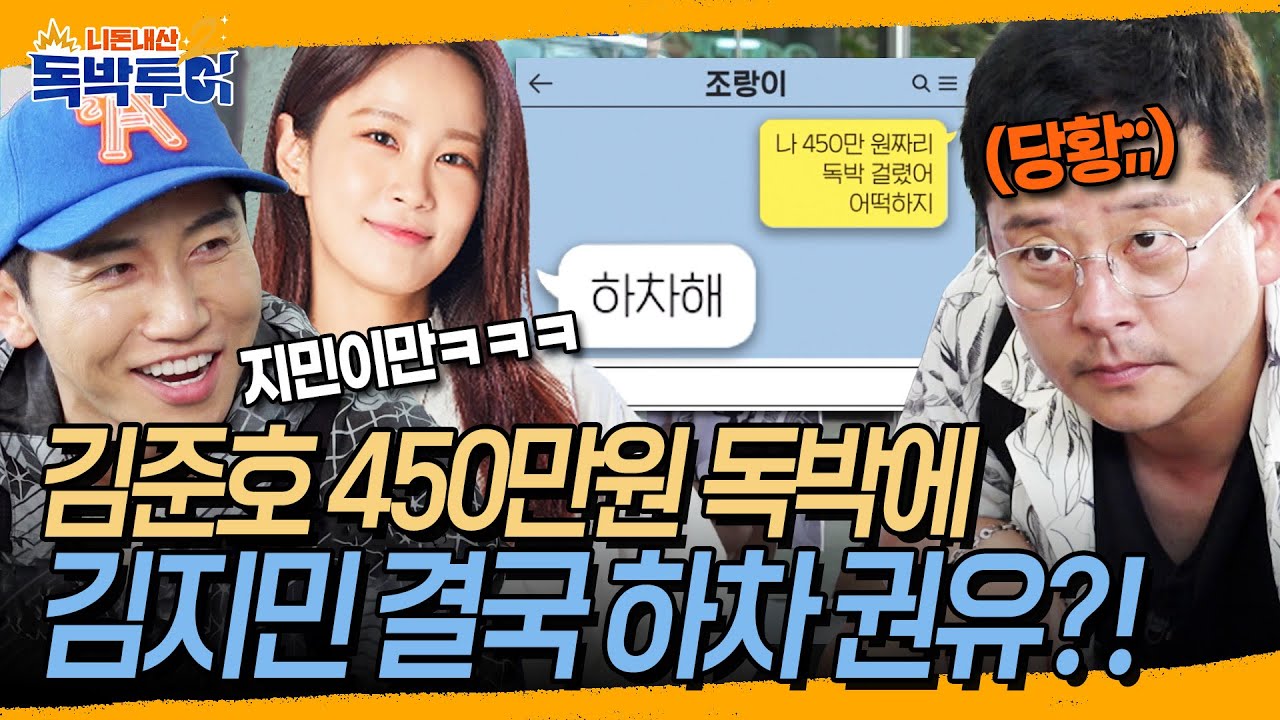 니돈내산
독박투어
조랑이
나 450만 원짜리
독박 걸렸어
어떡하지
하차해
(당황;;)
지민이만ㅋㅋㅋ
김준호 450만원 독박에
김지민 결국 하차 권유?!